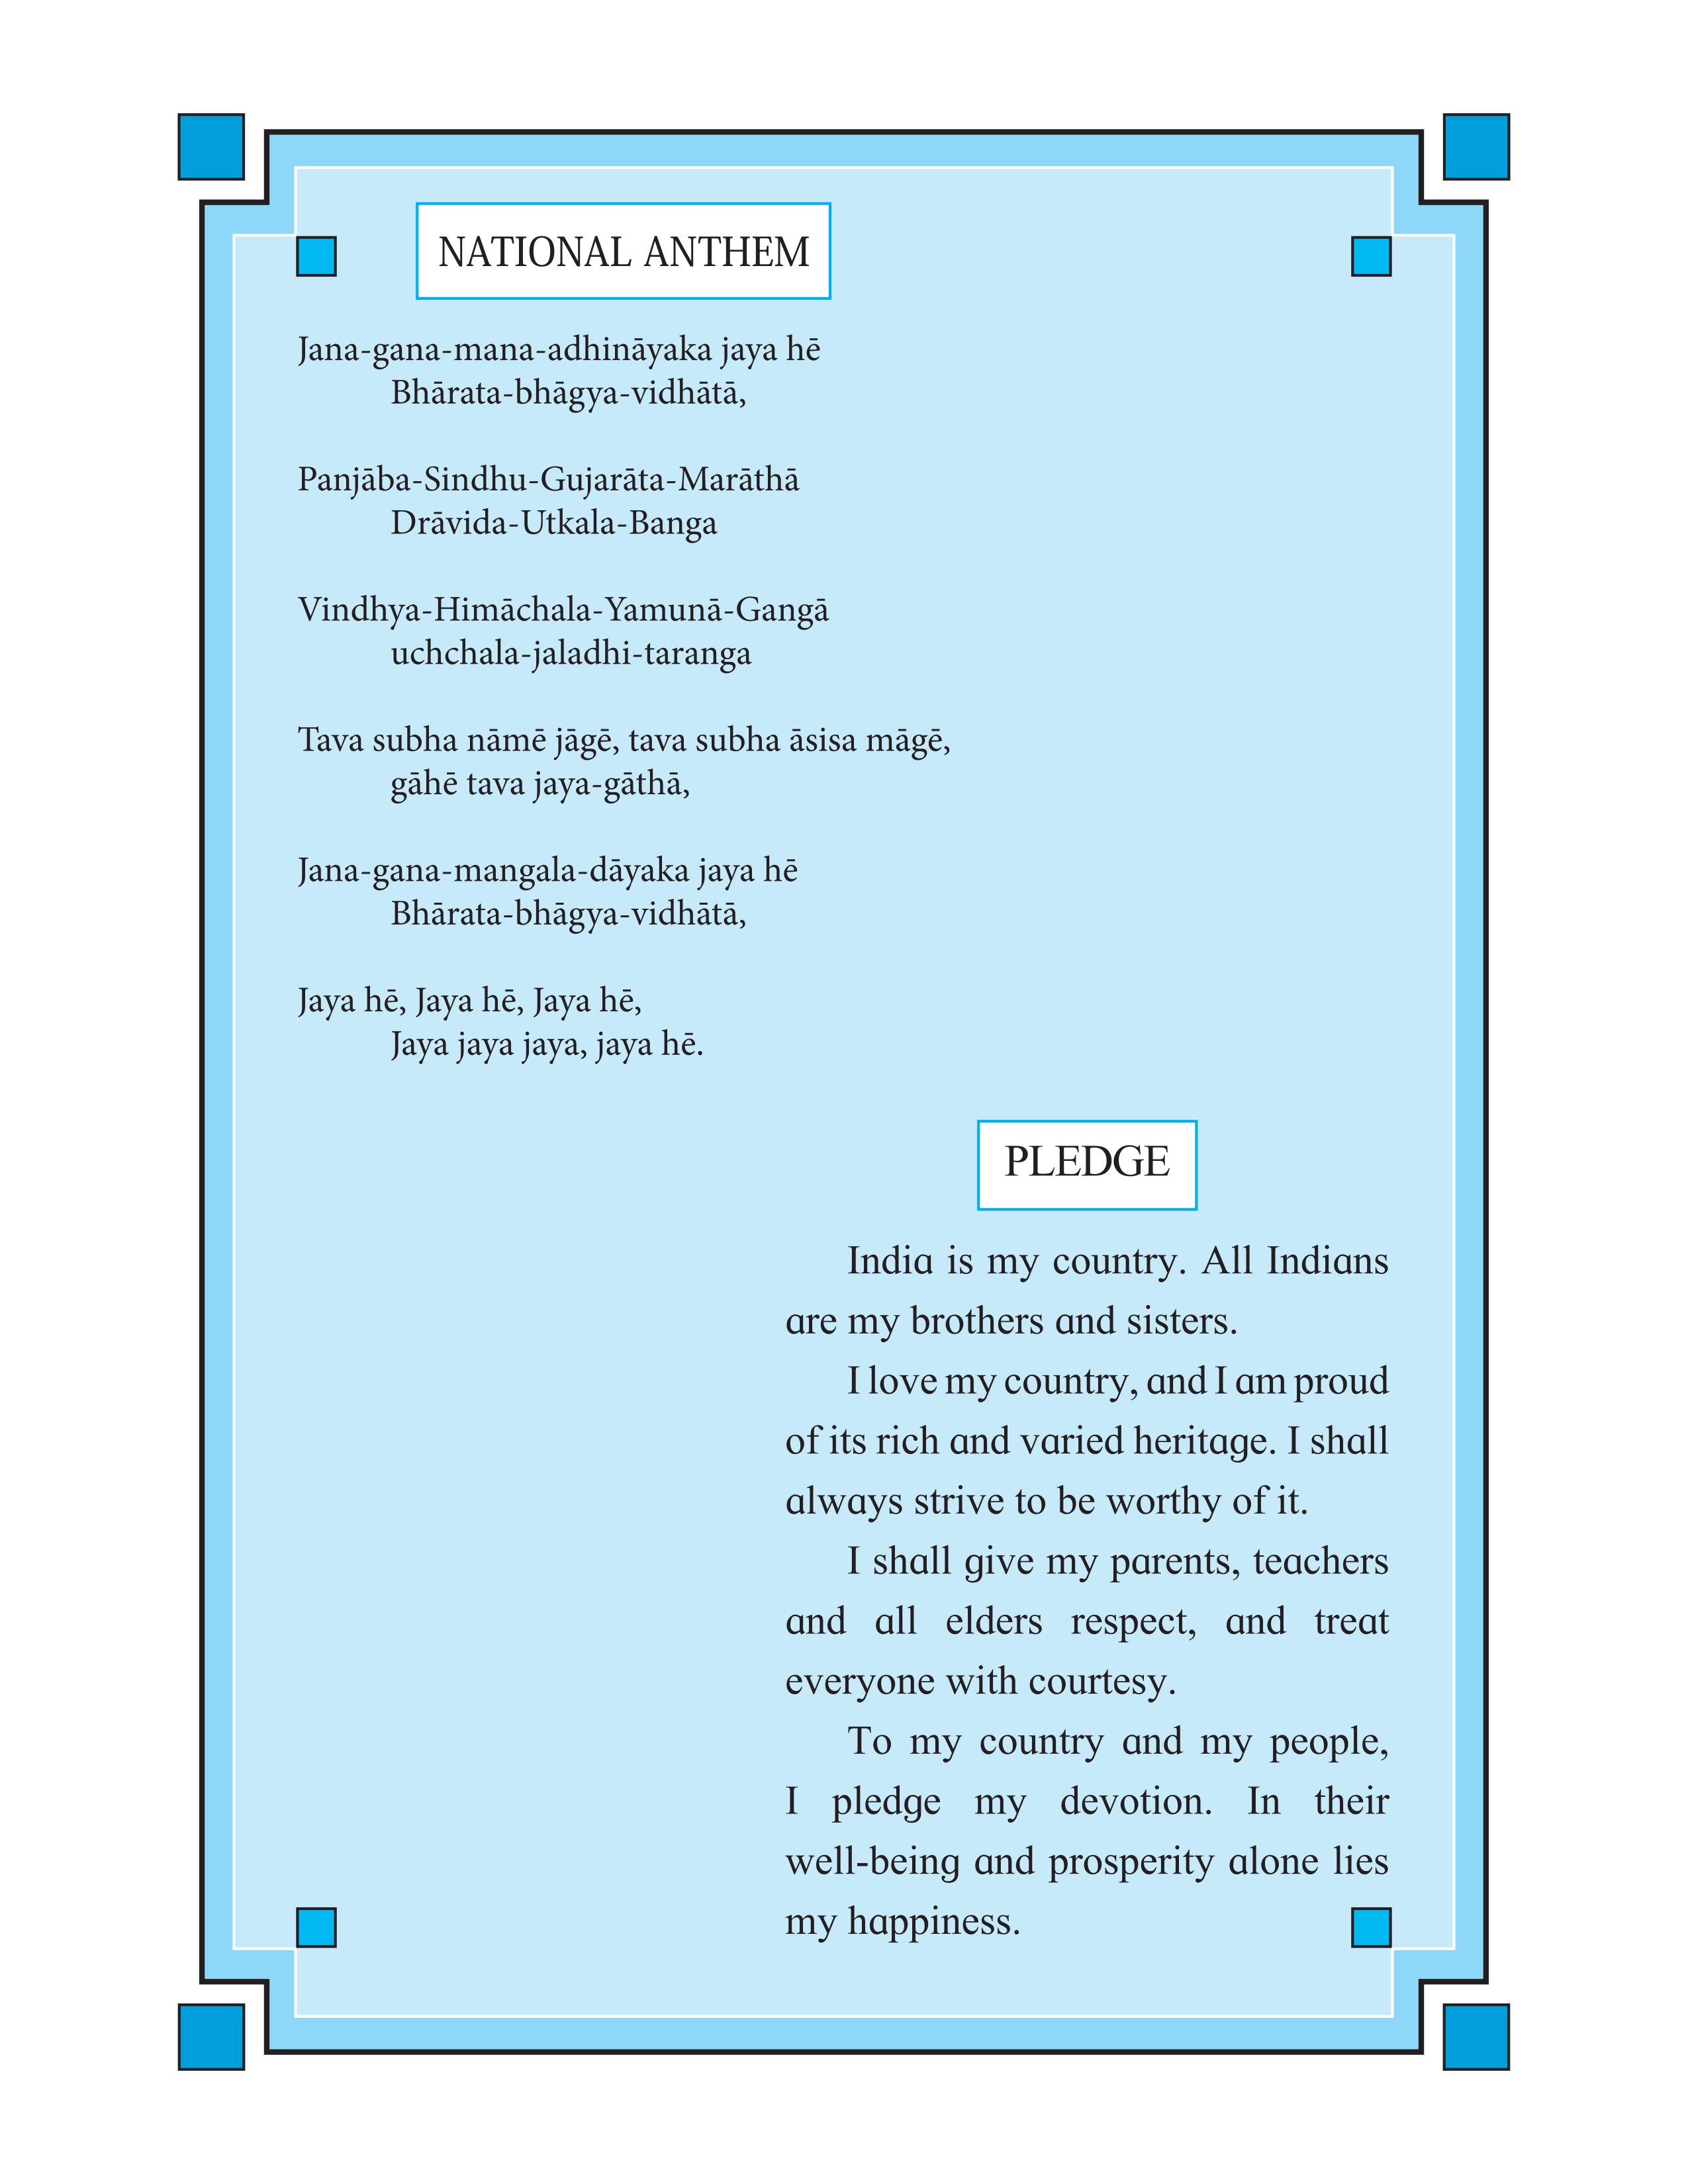 NATIONAL ANTHEM
Jana-gana-mana-adhināyaka jaya hē
Bhārata-bhāgya-vidhātā,
Panjāba-Sindhu-Gujarāta-Marāthā
Drāvida-Utkala-Banga
Vindhya-Himāchala-Yamunā-Gangā
uchchala-jaladhi-taranga
Tava subha nāmē jāgē, tava subha āsisa māgē,
gāhē tava jaya-gāthā,
Jana-gana-mangala-dāyaka jaya hē
Bhārata-bhāgya-vidhātā,
Jaya hē, Jaya hē, Jaya hē,
Jaya jaya jaya, jaya hē.
PLEDGE
India is my country. All Indians
are my brothers and sisters.
I love my country, and I am proud
of its rich and varied heritage. I shall
always strive to be worthy of it.
I shall give my parents, teachers
and all elders respect, and treat
everyone with courtesy.
To my country and my people,
I pledge my devotion. In their
well-being and prosperity alone lies
my happiness.